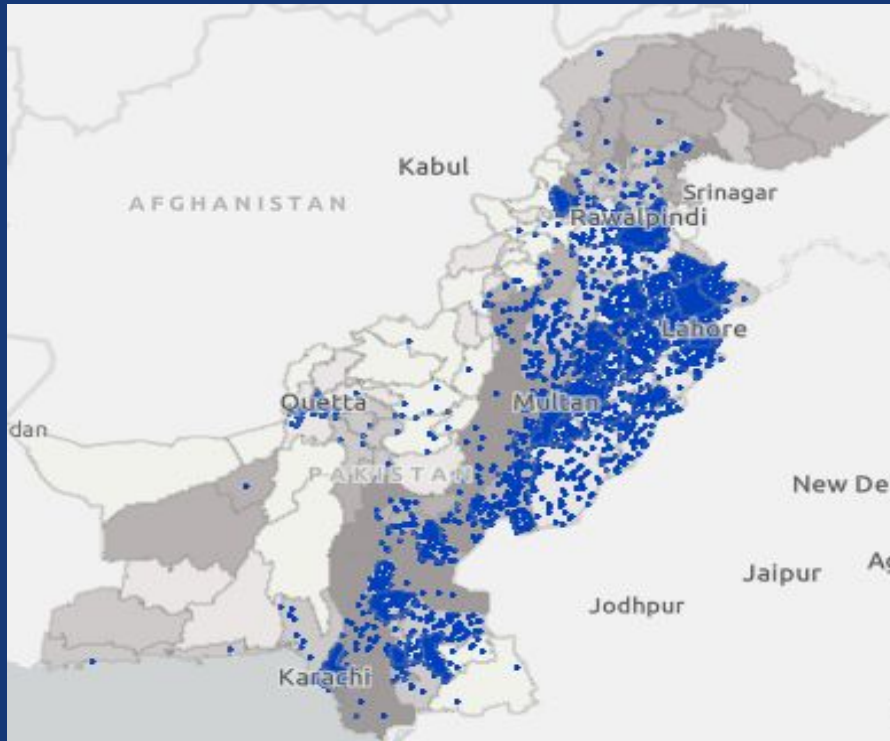 Kabul
AFGHANISTAN
Srinagar
Rawalpindi
Lahore
Quetta
Multan
dan
PAKISTAN
New De
Jaipur
Ag
Jodhpur
Karachi